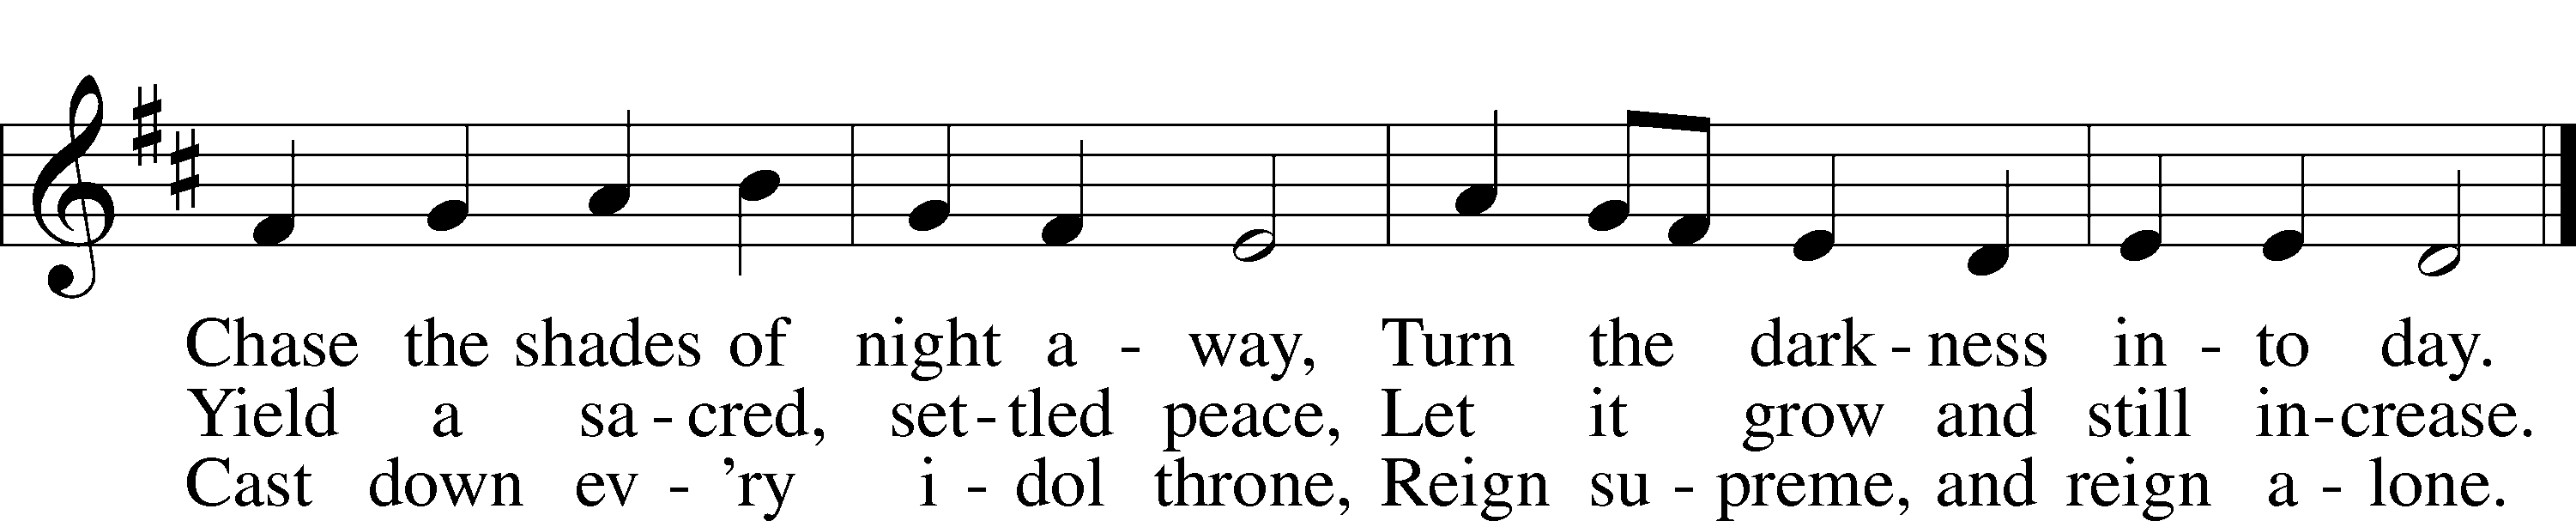 Chase the shades of night a - way, Turn the dark - ness in - to day.
Yield a sa - cred, set - tled peace, Let it grow and still in - crease.
Cast down ev - ’ry i - dol throne, Reign su - preme, and reign a - lone.